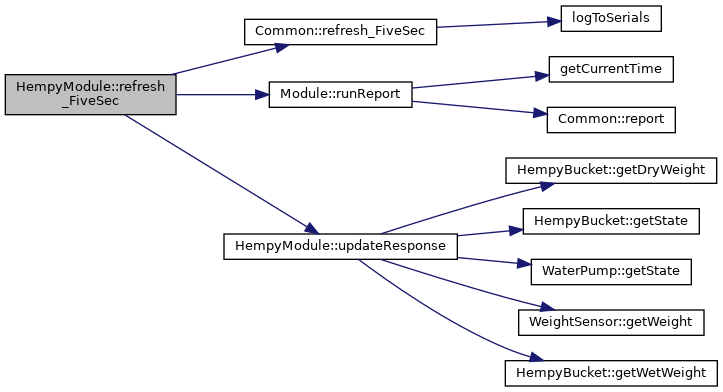 HempyModule::refresh
_FiveSec
Common::refresh_FiveSec
logToSerials
Module::runReport
getCurrentTime
Common::report
HempyModule::updateResponse
HempyBucket::getDryWeight
HempyBucket::getState
WaterPump::getState
WeightSensor::getWeight
HempyBucket::getWetWeight